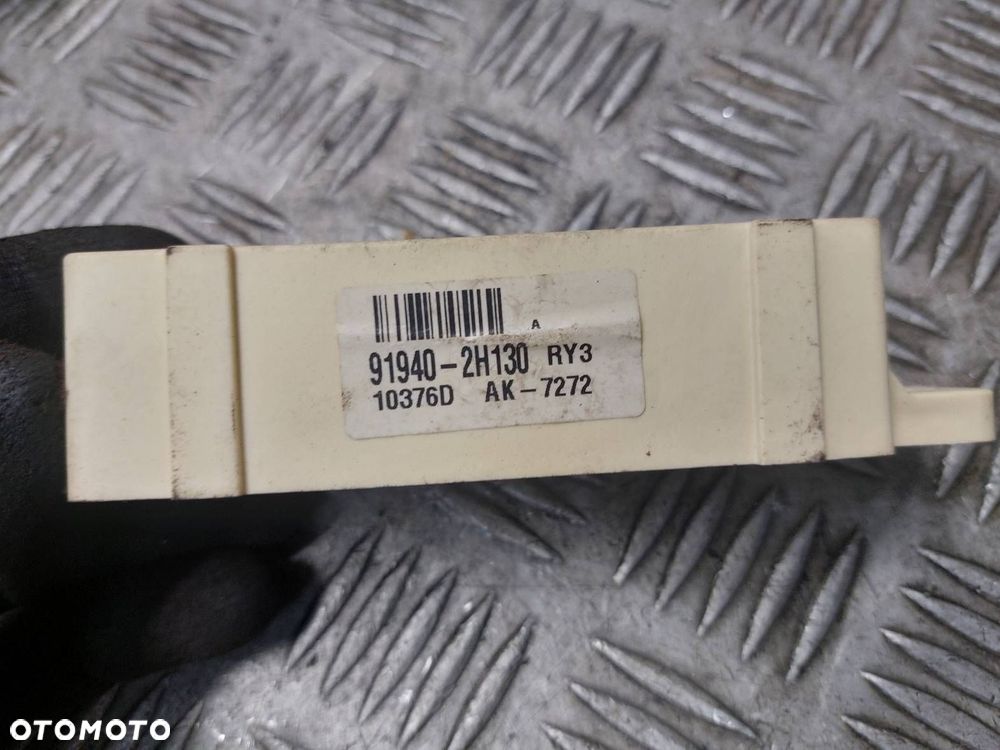 A
91940-2H130 RY3
10376D AK-7272
OTOMOTO